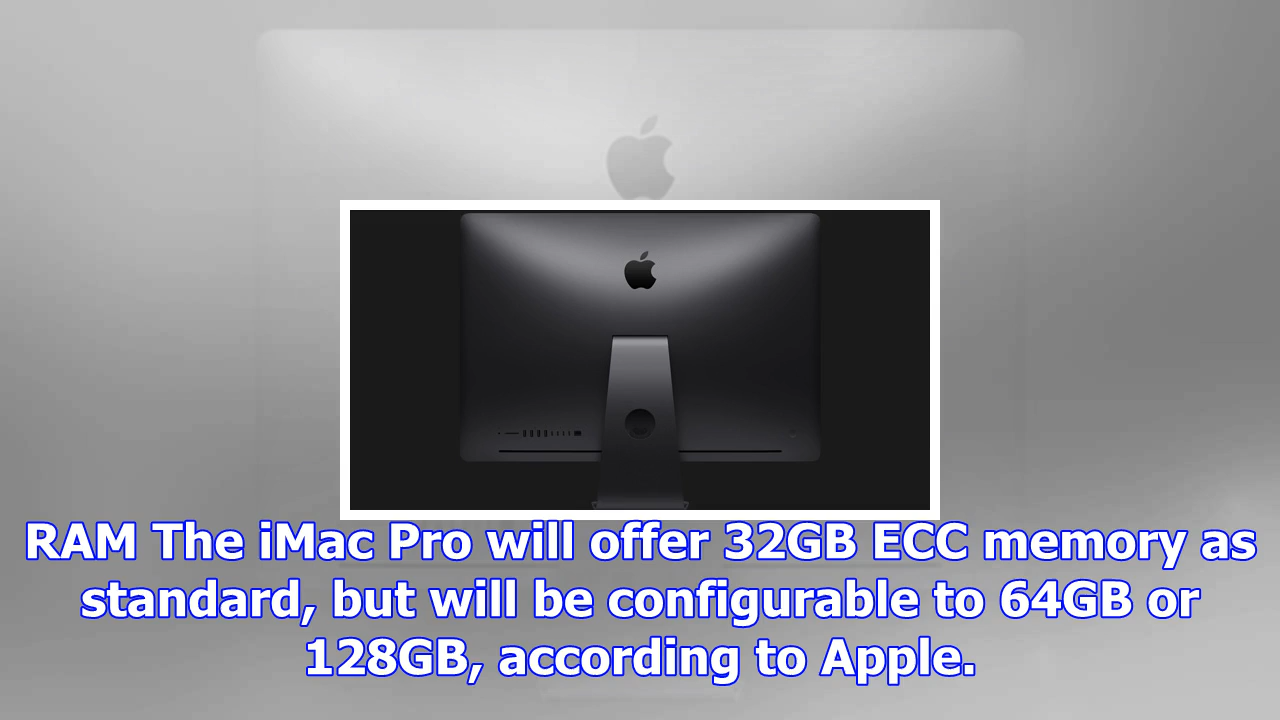 RAM The iMac Pro will offer 32GB ECC memory as
standard, but will be configurable to 64GB or
128GB, according to Apple.